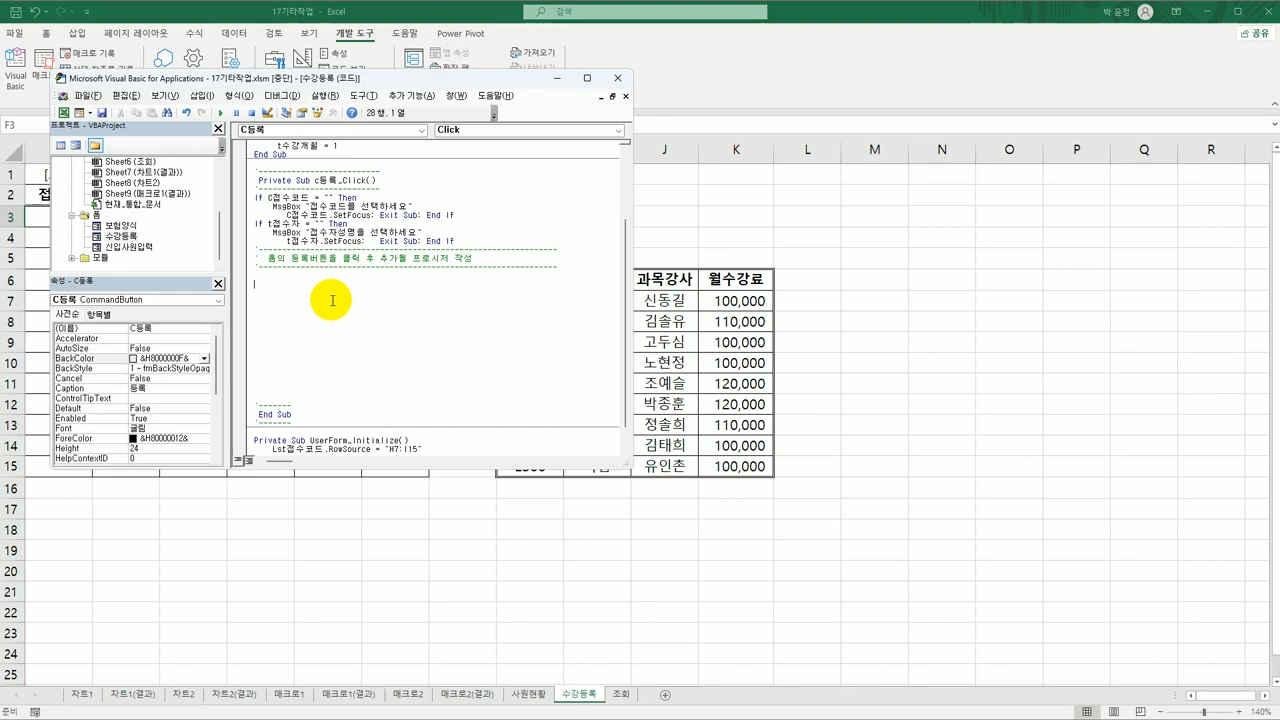 17기타작업 - Excel
검색
박 윤정
파일 홈 삽입 페이지 레이아웃 수식 데이터 검토 보기 개발 도구 도움말 Power Pivot
공유
Visual
Basic
매크로 기록
속성
가져오기
Microsoft Visual Basic for Applications - 17기타작업.xlsm [중단] - [수강등록 (코드)]
파일(F) 편집(E) 보기(V) 삽입(I) 형식(O) 디버그(D) 실행(R) 도구(T) 추가 기능(A) 창(W) 도움말(H)
28 행, 1 열
프로젝트 - VBAProject
Sheet6 (조회)
Sheet7 (차트1(결과))
Sheet8 (차트2)
Sheet9 (매크로1(결과))
현재_통합_문서
폼
보험양식
수강등록
신입사원입력
모듈
속성 - C등록
C등록 CommandButton
사전순 항목별
(이름) C등록
Accelerator
AutoSize False
BackColor &H8000000F&
BackStyle 1 - fmBackStyleOpaq
Cancel False
Caption 등록
ControlTipText
Default False
Enabled True
Font 굴림
ForeColor &H80000012&
Height 24
HelpContextID 0
C등록 Click
t수강개월 = 1
End Sub
'--------------------------
Private Sub c등록_Click()
'--------------------------
If C접수코드 = "" Then
MsgBox "접수코드를 선택하세요"
C접수코드.SetFocus: Exit Sub: End If
If t접수자 = "" Then
MsgBox "접수자성명을 선택하세요"
t접수자.SetFocus: Exit Sub: End If
'----------------------------------------------------------------
' 폼의 등록버튼을 클릭 후 추가될 프로시저 작성
'----------------------------------------------------------------
'-------
End Sub
'-------
Private Sub UserForm_Initialize()
Lst접수코드.RowSource = "H7:I15"
F3
J K L M N O P Q R
1 [
2 접
3
4
5
6 과목강사 월수강료
7 신동길 100,000
8 김솔유 110,000
9 고두심 100,000
10 노현정 100,000
11 조예슬 120,000
12 박종훈 120,000
13 정솔희 110,000
14 김태희 100,000
15 유인촌 100,000
16
17
18
19
20
21
22
23
24
25
차트1 차트1(결과) 차트2 차트2(결과) 매크로1 매크로1(결과) 매크로2 매크로2(결과) 사원현황 수강등록 조회
준비
140%